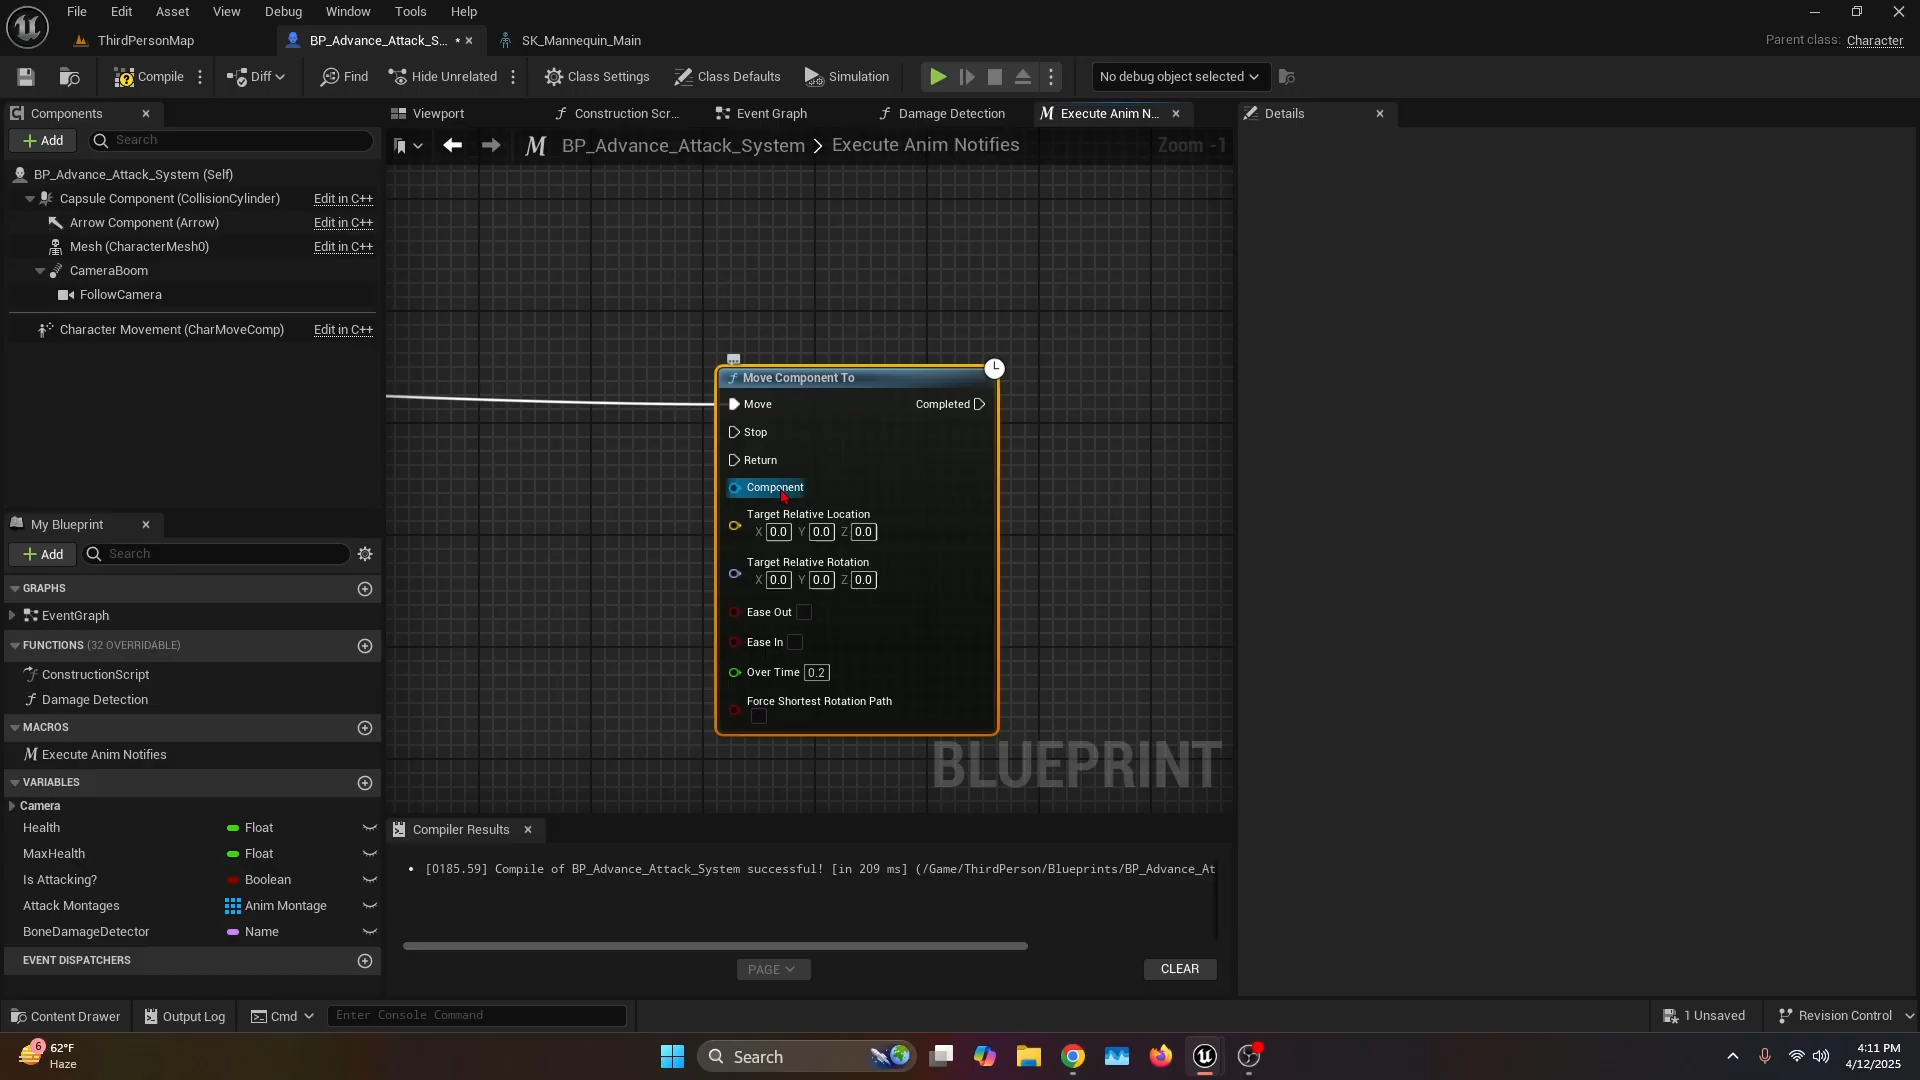 File Edit Asset View Debug Window Tools Help
ThirdPersonMap BP_Advance_Attack_S... • SK_Mannequin_Main Parent class: Character
Compile Diff Find Hide Unrelated Class Settings Class Defaults Simulation No debug object selected
Components Viewport Construction Scr... Event Graph Damage Detection Execute Anim N... Details
Add Search BP_Advance_Attack_System > Execute Anim Notifies Zoom -1
BP_Advance_Attack_System (Self)
Capsule Component (CollisionCylinder) Edit in C++
Arrow Component (Arrow) Edit in C++
Mesh (CharacterMesh0) Edit in C++
CameraBoom
FollowCamera
Character Movement (CharMoveComp) Edit in C++
Move Component To
Move Completed
Stop
Return
Component
Target Relative Location
X 0.0 Y 0.0 Z 0.0
Target Relative Rotation
X 0.0 Y 0.0 Z 0.0
Ease Out
Ease In
Over Time 0.2
Force Shortest Rotation Path
BLUEPRINT
My Blueprint
Add Search
GRAPHS
EventGraph
FUNCTIONS (32 OVERRIDABLE)
ConstructionScript
Damage Detection
MACROS
Execute Anim Notifies
VARIABLES
Camera
Health Float
MaxHealth Float
Is Attacking? Boolean
Attack Montages Anim Montage
BoneDamageDetector Name
EVENT DISPATCHERS
Compiler Results
• [0185.59] Compile of BP_Advance_Attack_System successful! [in 209 ms] (/Game/ThirdPerson/Blueprints/BP_Advance_At
PAGE CLEAR
Content Drawer Output Log Cmd Enter Console Command 1 Unsaved Revision Control
6 62°F
Haze
Search
4:11 PM
4/12/2025